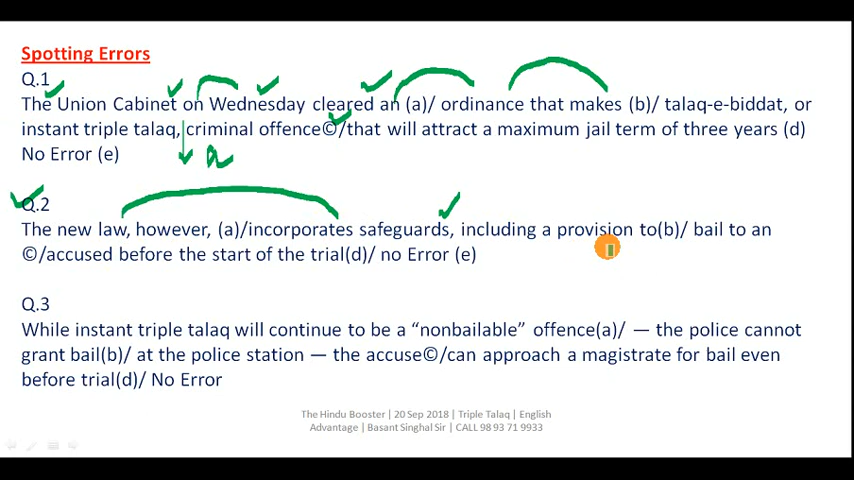 Spotting Errors
Q.1
The Union Cabinet on Wednesday cleared an (a)/ ordinance that makes (b)/ talaq-e-biddat, or
instant triple talaq, criminal offence©/that will attract a maximum jail term of three years (d)
No Error (e)
a
Q.2
The new law, however, (a)/incorporates safeguards, including a provision to(b)/ bail to an
©/accused before the start of the trial(d)/ no Error (e)
Q.3
While instant triple talaq will continue to be a “nonbailable” offence(a)/ — the police cannot
grant bail(b)/ at the police station — the accuse©/can approach a magistrate for bail even
before trial(d)/ No Error
The Hindu Booster | 20 Sep 2018 | Triple Talaq | English
Advantage | Basant Singhal Sir | CALL 98 93 71 9933